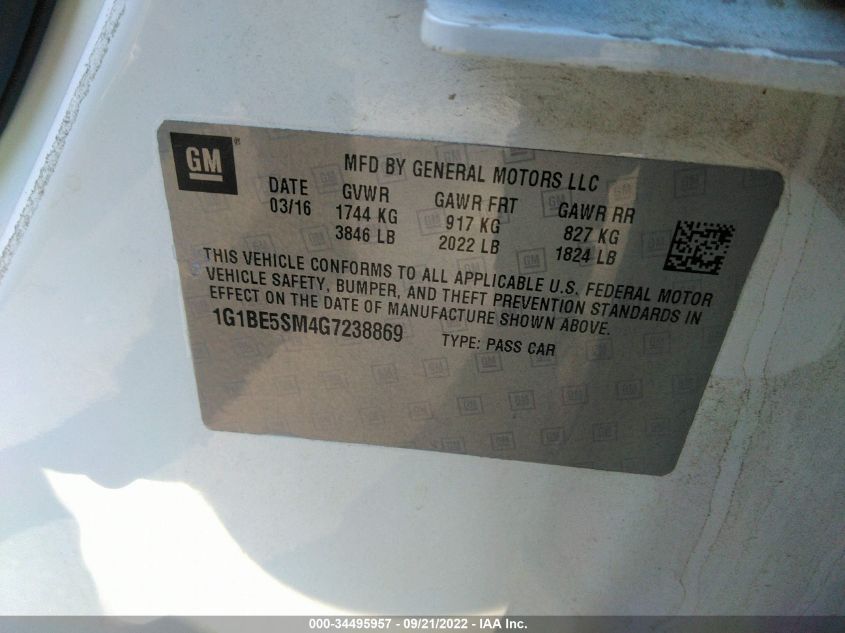 GM
MFD BY GENERAL MOTORS LLC
DATE GVWR GAWR FRT GAWR RR
03/16 1744 KG 917 KG 827 KG
3846 LB 2022 LB 1824 LB
THIS VEHICLE CONFORMS TO ALL APPLICABLE U.S. FEDERAL MOTOR
VEHICLE SAFETY, BUMPER, AND THEFT PREVENTION STANDARDS IN
EFFECT ON THE DATE OF MANUFACTURE SHOWN ABOVE.
1G1BE5SM4G7238869 TYPE: PASS CAR
000-34495957 - 09/21/2022 - © IAA Inc.